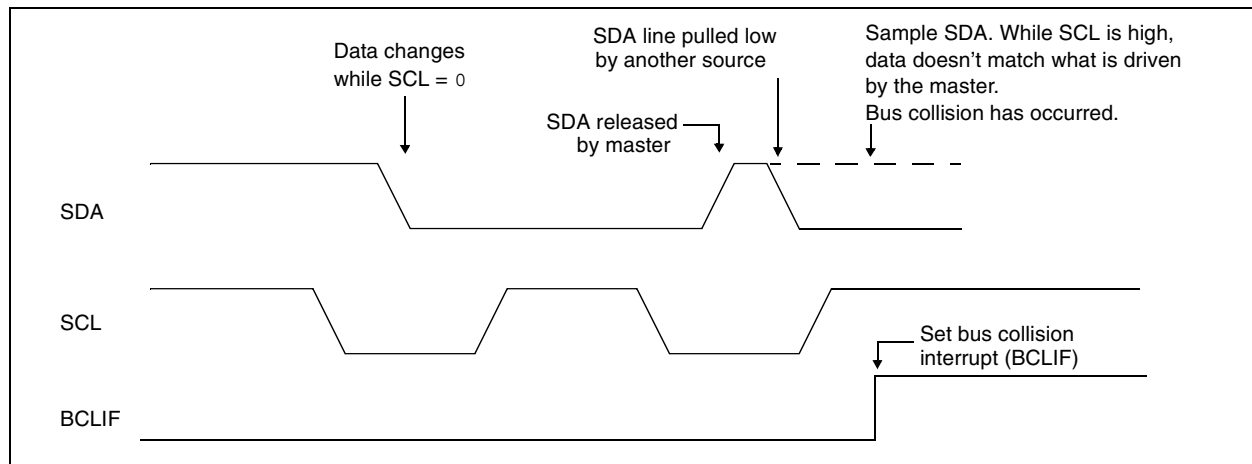 Data changes
while SCL = 0
SDA line pulled low
by another source
Sample SDA. While SCL is high,
data doesn't match what is driven
by the master.
Bus collision has occurred.
SDA released
by master
SDA
SCL
Set bus collision
interrupt (BCLIF)
BCLIF